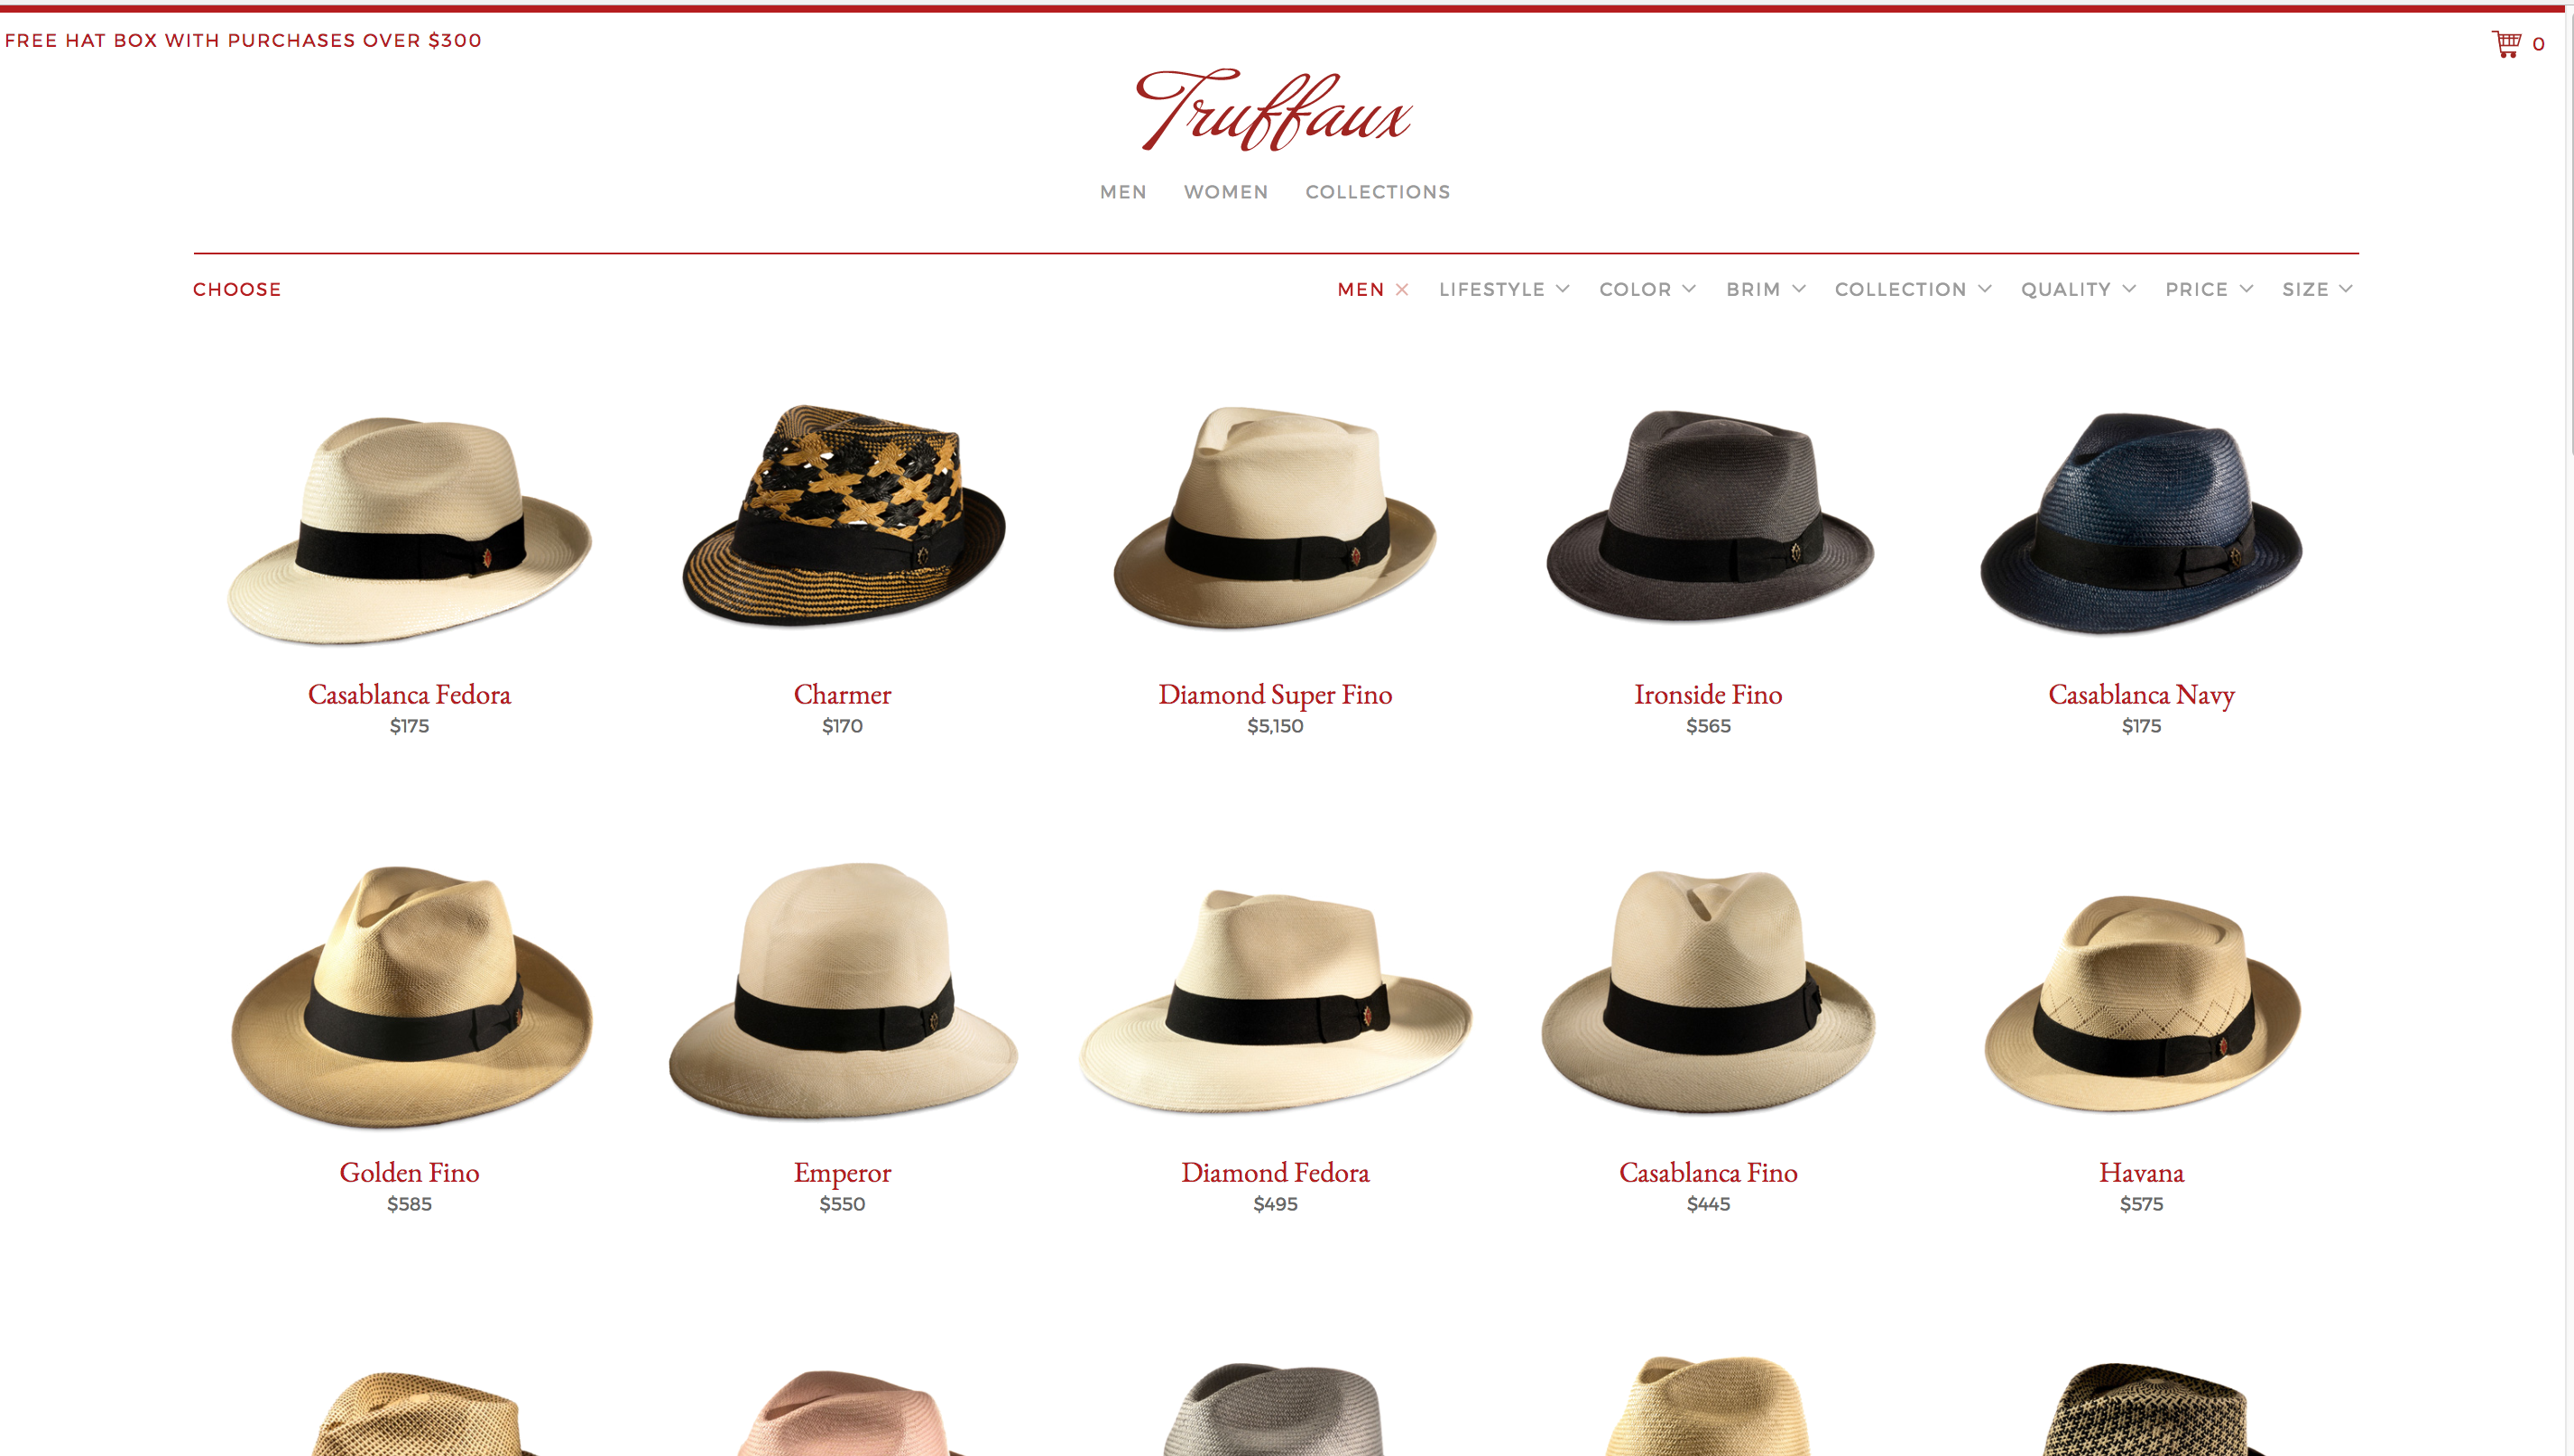 FREE HAT BOX WITH PURCHASES OVER $300
0
Truffaux
MEN WOMEN COLLECTIONS
CHOOSE MEN × LIFESTYLE COLOR BRIM COLLECTION QUALITY PRICE SIZE
Casablanca Fedora Charmer Diamond Super Fino Ironside Fino Casablanca Navy
$175 $170 $5,150 $565 $175
Golden Fino Emperor Diamond Fedora Casablanca Fino Havana
$585 $550 $495 $445 $575